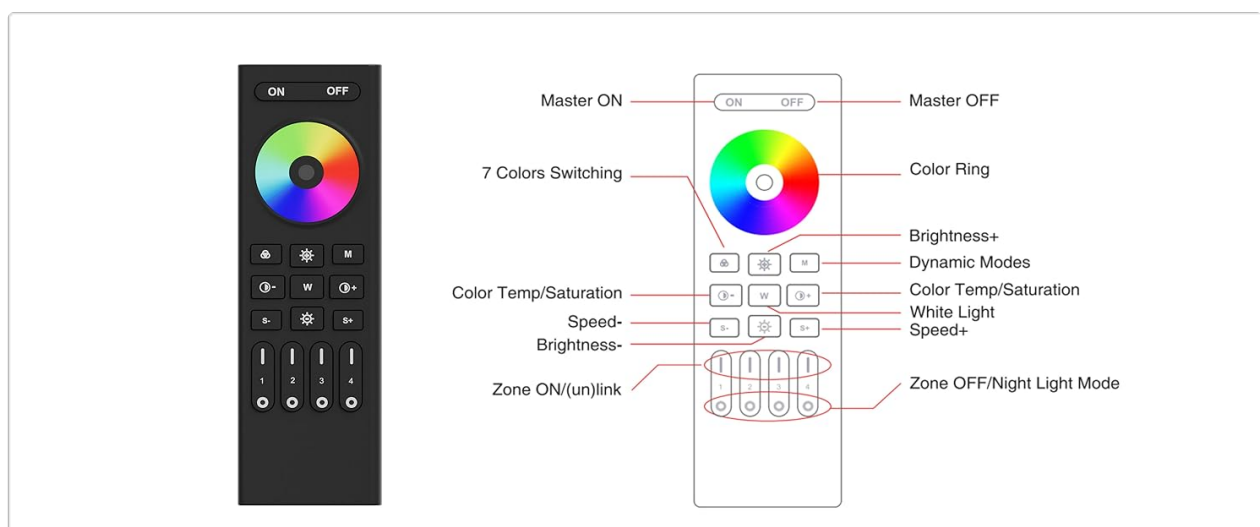 ON OFF
M
W
S- S+
1 2 3 4
Master ON
ON OFF
Master OFF
7 Colors Switching
Color Ring
Brightness+
M
Dynamic Modes
Color Temp/Saturation
W
Color Temp/Saturation
White Light
Speed-
S- S+
Speed+
Brightness-
Zone ON/(un)link
1 2 3 4
Zone OFF/Night Light Mode